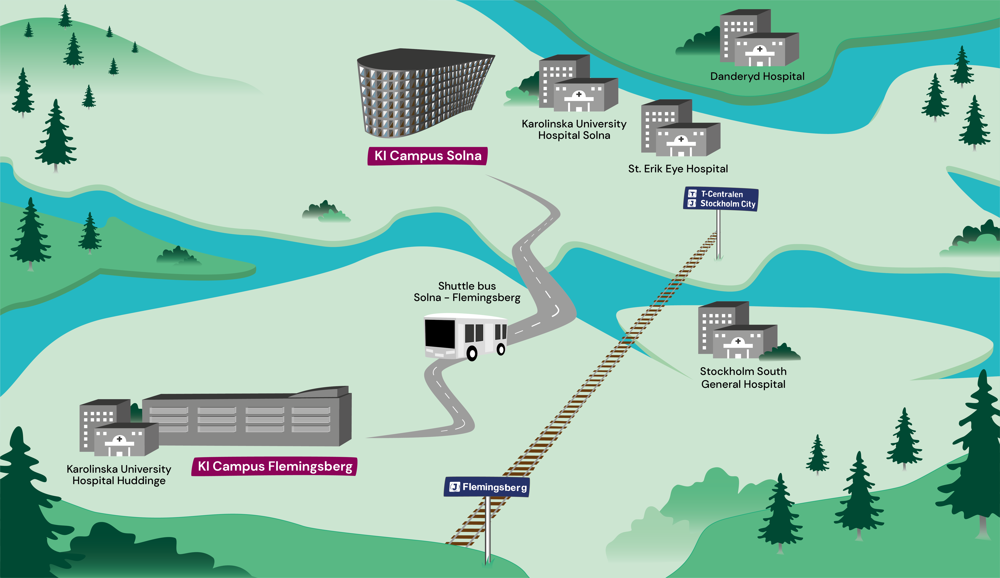 Danderyd Hospital
Karolinska University
Hospital Solna
KI Campus Solna
St. Erik Eye Hospital
T T-Centralen
J Stockholm City
Shuttle bus
Solna – Flemingsberg
Stockholm South
General Hospital
KI Campus Flemingsberg
Karolinska University
Hospital Huddinge
J Flemingsberg